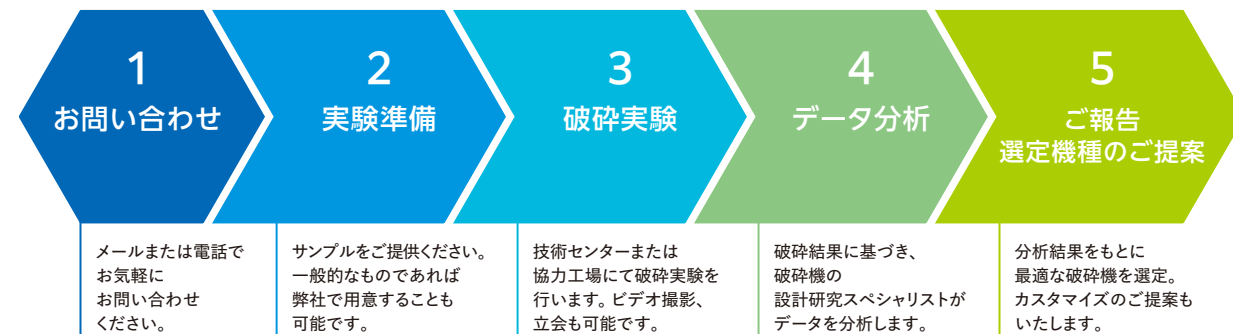 1
お問い合わせ
メールまたは電話で
お気軽に
お問い合わせ
ください。
2
実験準備
サンプルをご提供ください。
一般的なものであれば
弊社で用意することも
可能です。
3
破砕実験
技術センターまたは
協力工場にて破砕実験を
行います。ビデオ撮影、
立会も可能です。
4
データ分析
破砕結果に基づき、
破砕機の
設計研究スペシャリストが
データを分析します。
5
ご報告
選定機種のご提案
分析結果をもとに
最適な破砕機を選定。
カスタマイズのご提案も
いたします。